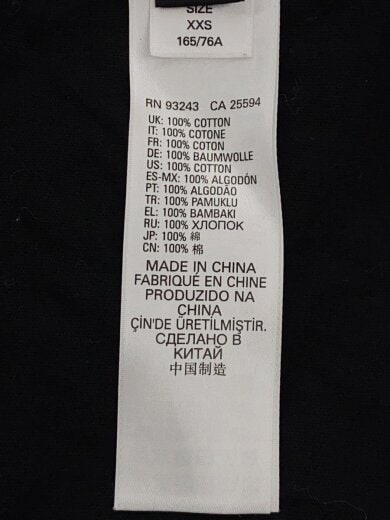 SIZE
XXS
165/76A
RN 93243 CA 25594
UK: 100% COTTON
IT: 100% COTONE
FR: 100% COTON
DE: 100% BAUMWOLLE
US: 100% COTTON
ES-MX: 100% ALGODÓN
PT: 100% ALGODÃO
TR: 100% PAMUKLU
EL: 100% BAMBAKI
RU: 100% ХЛОПОК
JP: 100% 綿
CN: 100% 棉
MADE IN CHINA
FABRIQUÉ EN CHINE
PRODUZIDO NA
CHINA
ÇİN'DE ÜRETİLMİŞTİR.
СДЕЛАНО В
КИТАЙ
中国制造